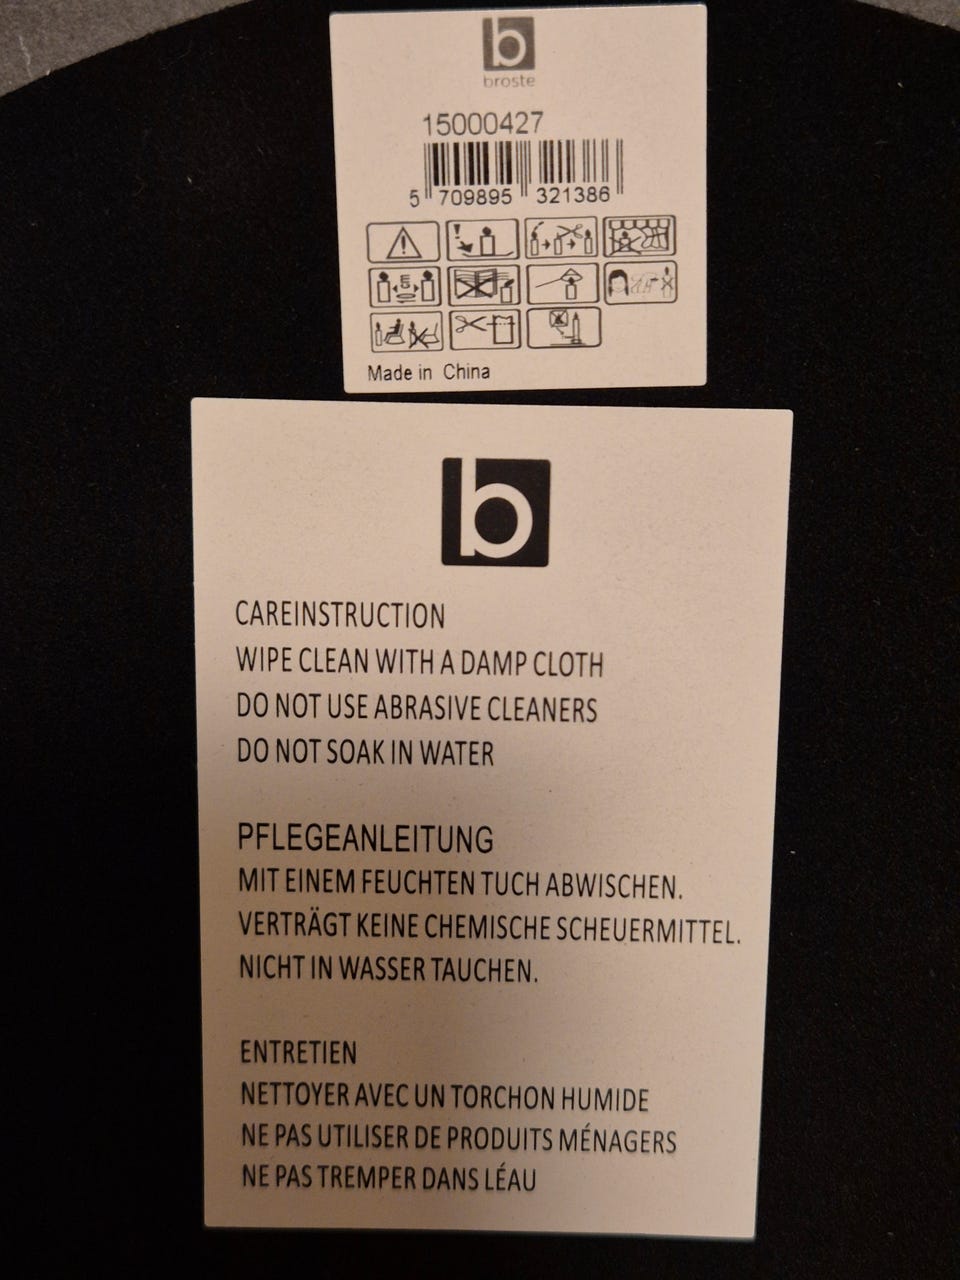 b
broste
15000427
5 709895 321386
Made in China
b
CAREINSTRUCTION
WIPE CLEAN WITH A DAMP CLOTH
DO NOT USE ABRASIVE CLEANERS
DO NOT SOAK IN WATER
PFLEGEANLEITUNG
MIT EINEM FEUCHTEN TUCH ABWISCHEN.
VERTRÄGT KEINE CHEMISCHE SCHEUERMITTEL.
NICHT IN WASSER TAUCHEN.
ENTRETIEN
NETTOYER AVEC UN TORCHON HUMIDE
NE PAS UTILISER DE PRODUITS MÉNAGERS
NE PAS TREMPER DANS LÉAU